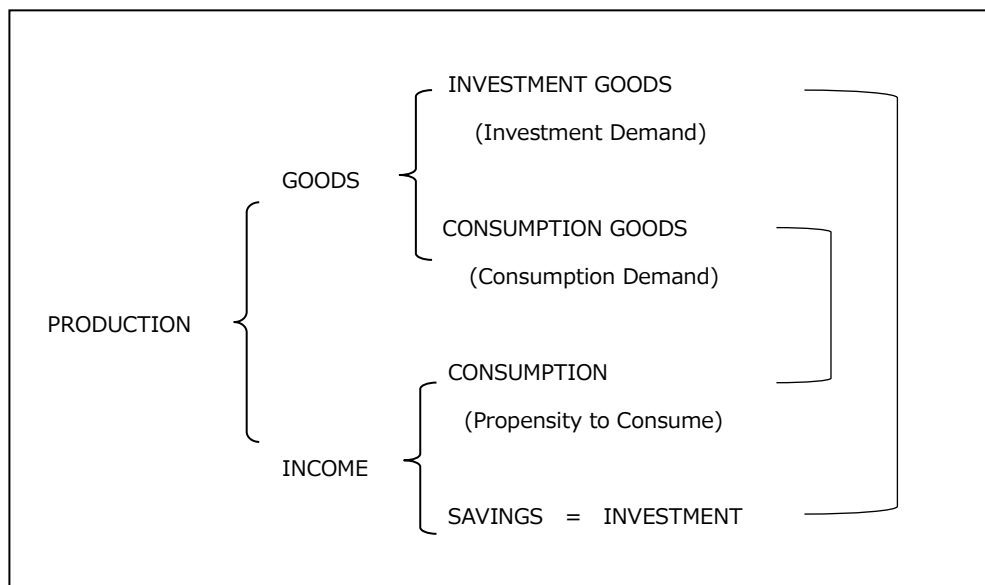 INVESTMENT GOODS
(Investment Demand)
GOODS
CONSUMPTION GOODS
(Consumption Demand)
PRODUCTION
CONSUMPTION
(Propensity to Consume)
INCOME
SAVINGS = INVESTMENT